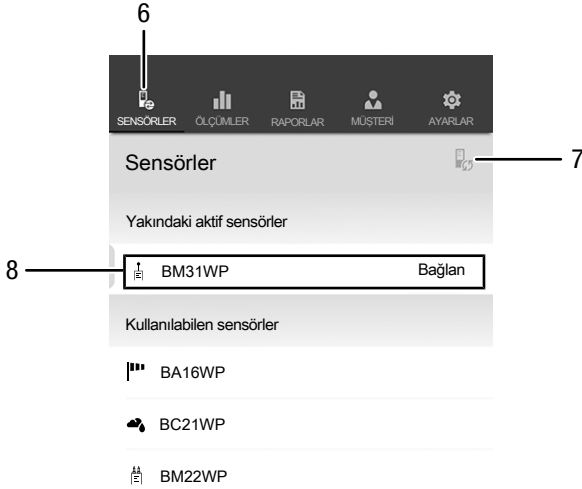 6
SENSÖRLER ÖLÇÜMLER RAPORLAR MÜŞTERİ AYARLAR
Sensörler
7
Yakındaki aktif sensörler
8
BM31WP Bağlan
Kullanılabilen sensörler
BA16WP
BC21WP
BM22WP